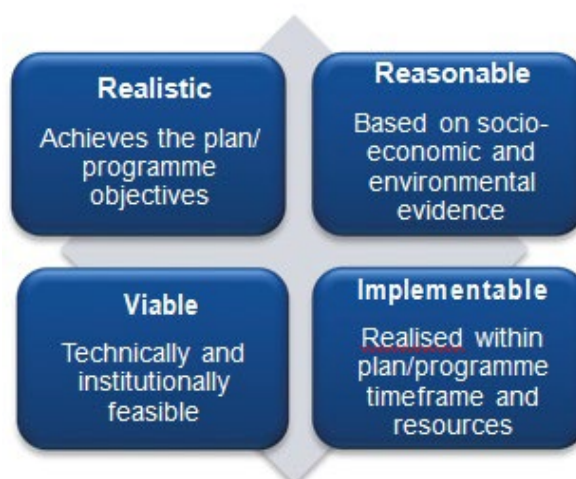 Realistic
Achieves the plan/
programme
objectives
Reasonable
Based on socio-
economic and
environmental
evidence
Viable
Technically and
institutionally
feasible
Implementable
Realised within
plan/programme
timeframe and
resources